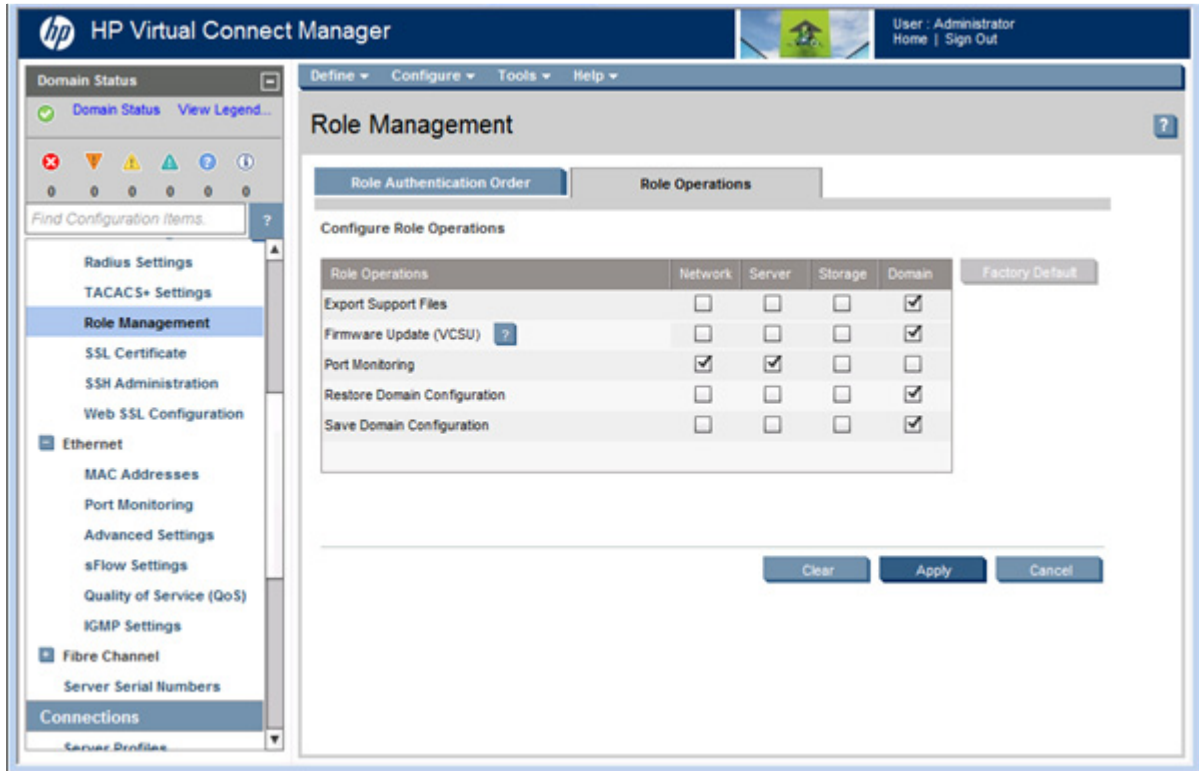 hp HP Virtual Connect Manager
User : Administrator
Home | Sign Out
Domain Status
Domain Status View Legend...
0 0 0 0 0 0
Find Configuration Items. ?
Radius Settings
TACACS+ Settings
Role Management
SSL Certificate
SSH Administration
Web SSL Configuration
Ethernet
MAC Addresses
Port Monitoring
Advanced Settings
sFlow Settings
Quality of Service (QoS)
IGMP Settings
Fibre Channel
Server Serial Numbers
Connections
Server Profiles
Define Configure Tools Help
Role Management ?
Role Authentication Order Role Operations
Configure Role Operations
Role Operations Network Server Storage Domain Factory Default
Export Support Files
Firmware Update (VCSU) ?
Port Monitoring
Restore Domain Configuration
Save Domain Configuration
Clear Apply Cancel